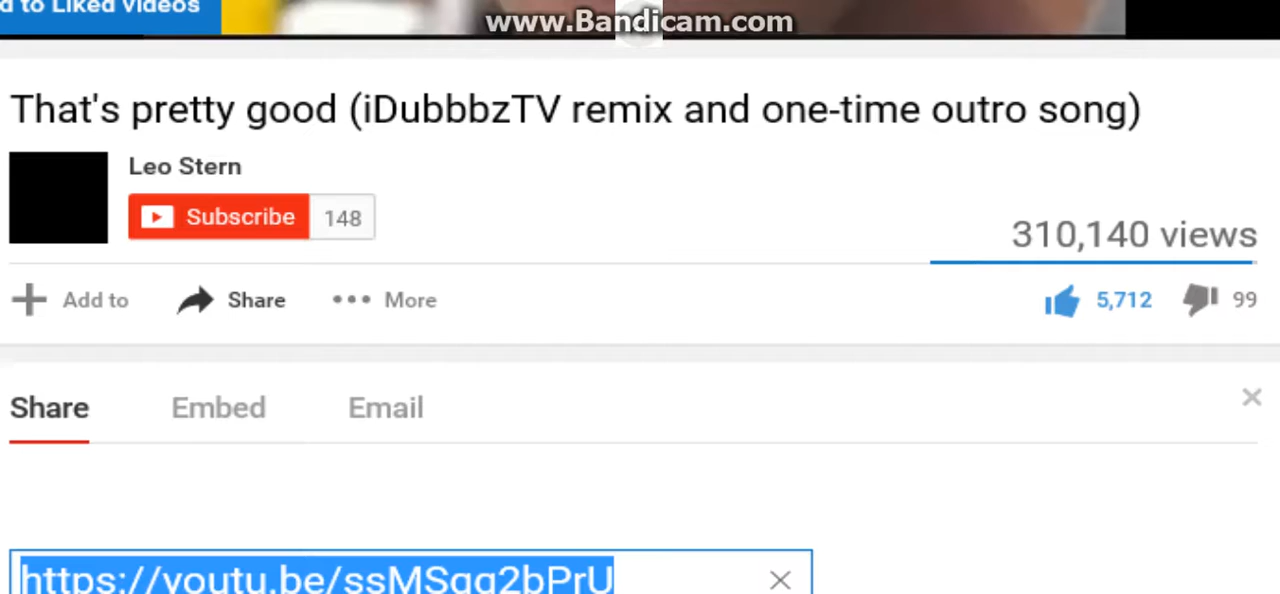 d to Liked videos
www.Bandicam.com
That's pretty good (iDubbbzTV remix and one-time outro song)
Leo Stern
Subscribe 148
310,140 views
Add to Share More 5,712 99
Share Embed Email
https://youtu.be/ssMSqq2bPrU